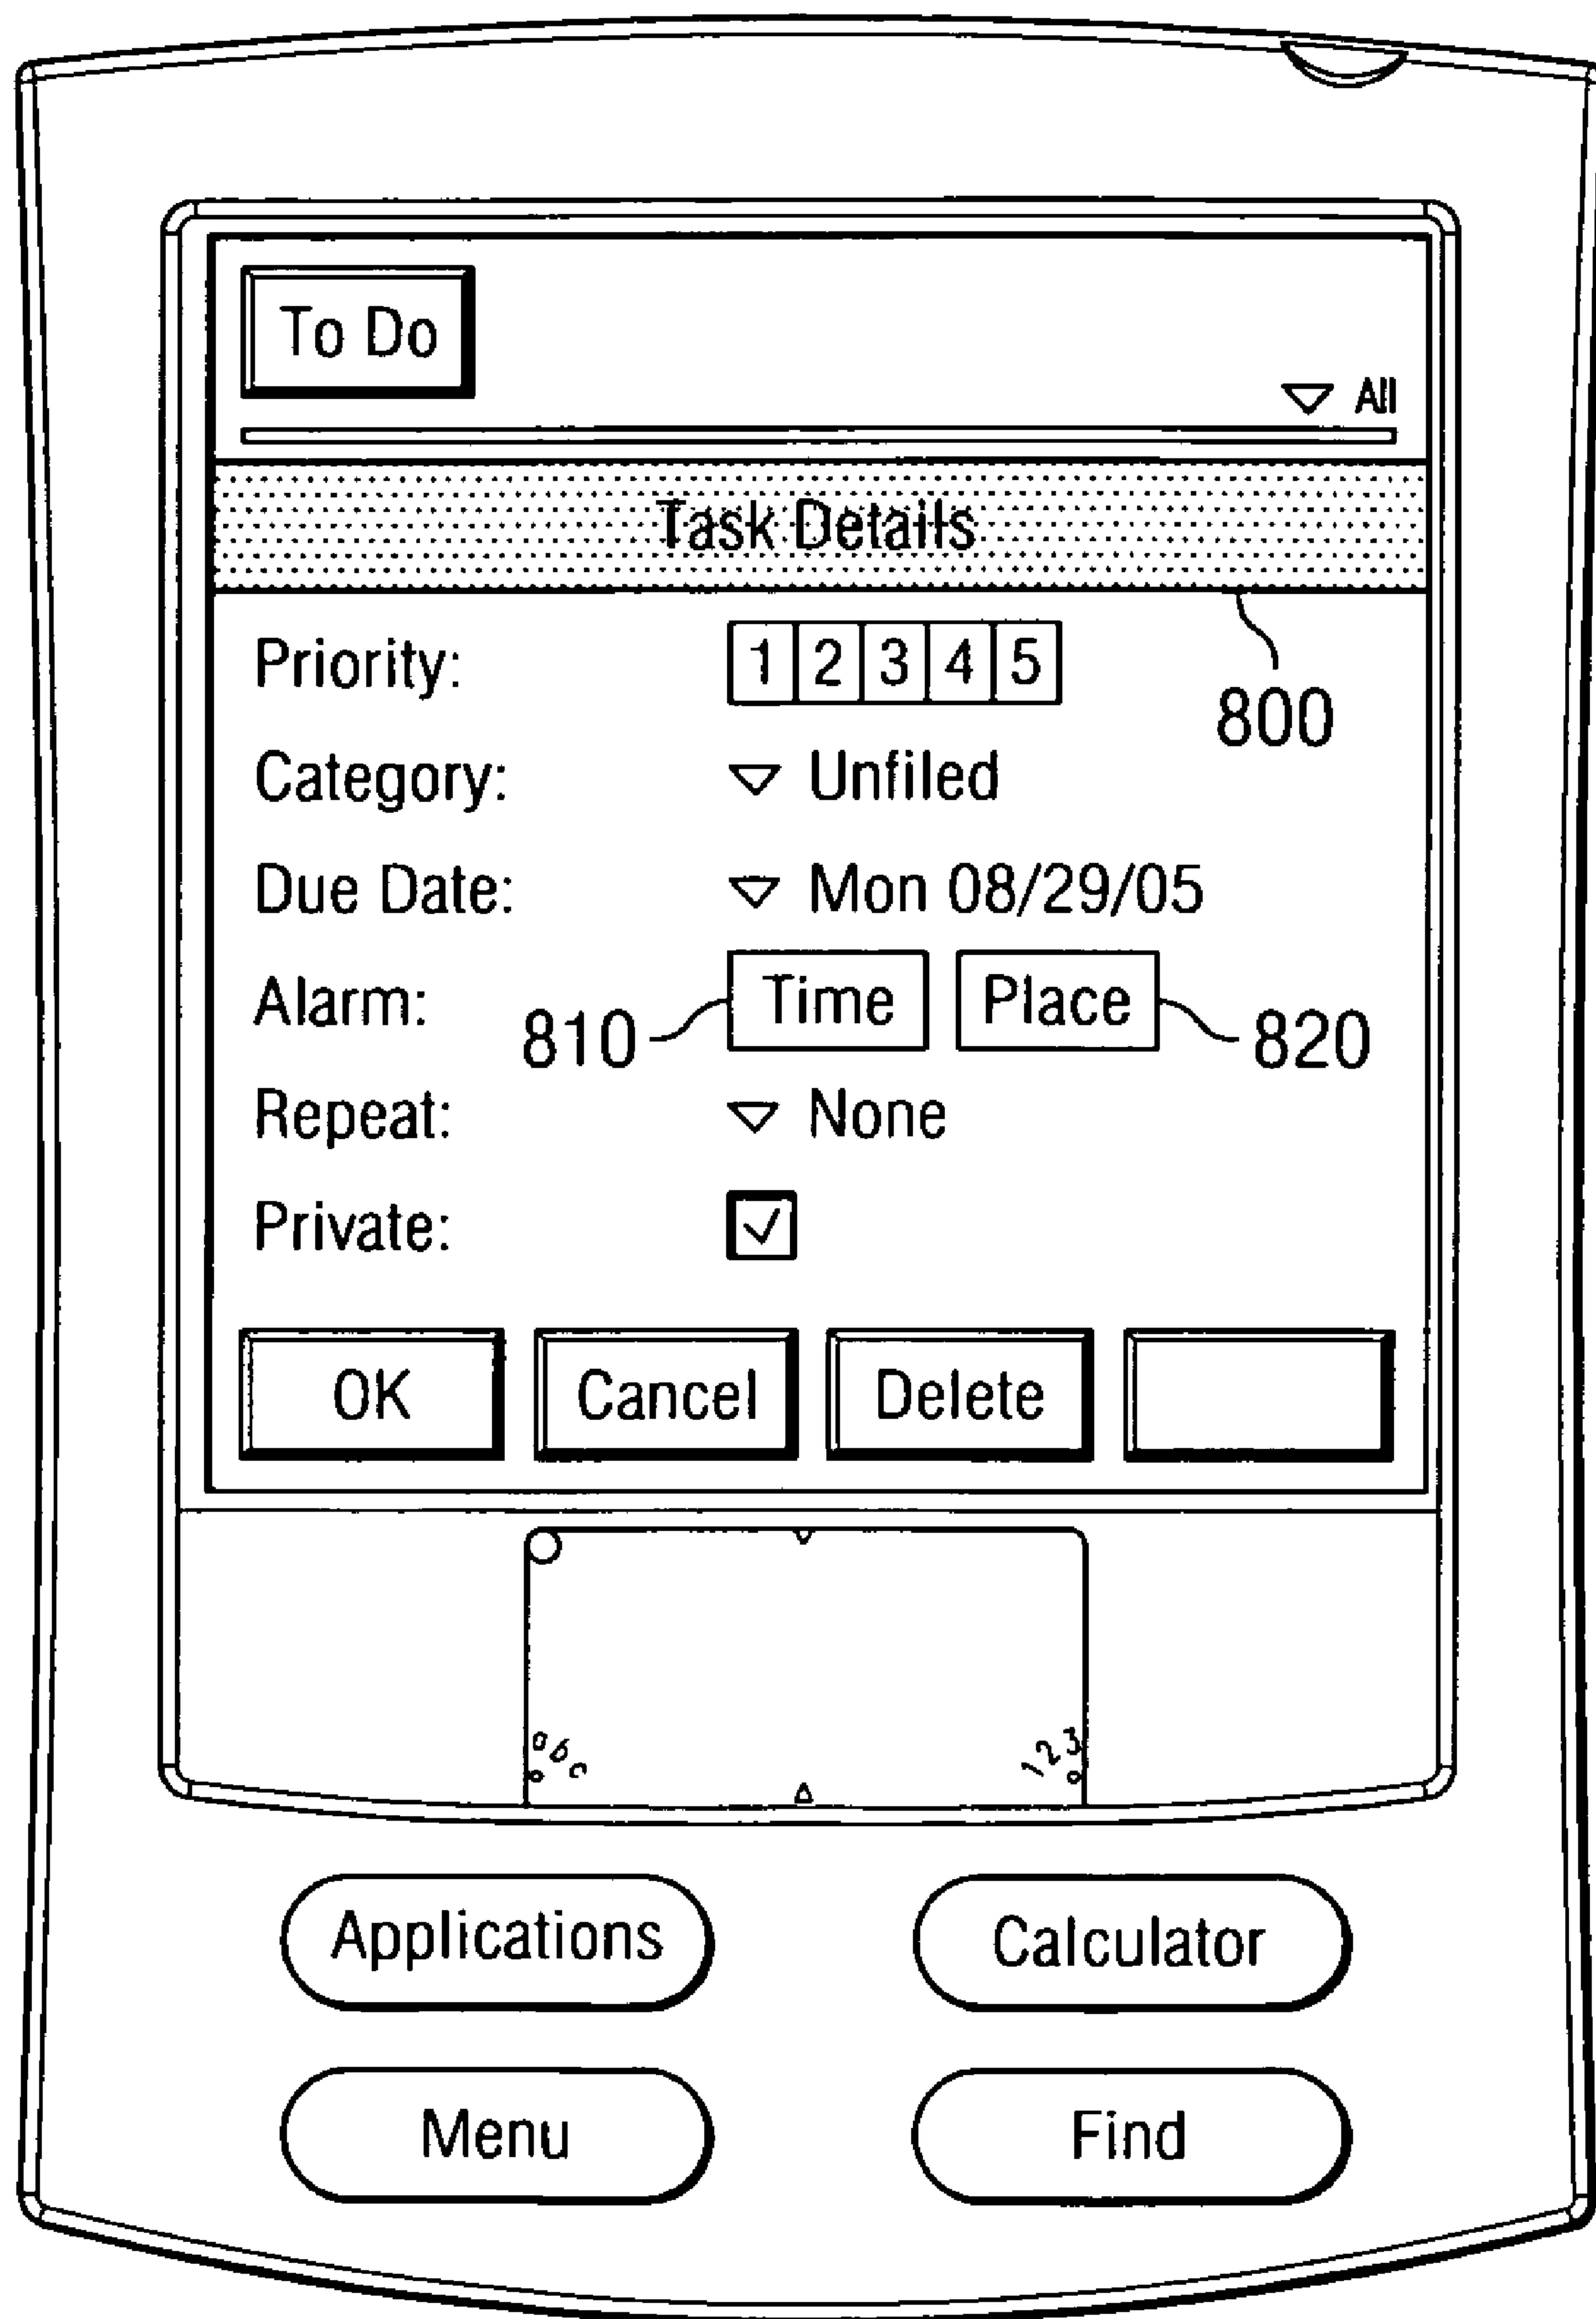 To Do
All
Task Details
Priority: 1 2 3 4 5
800
Category: Unfiled
Due Date: Mon 08/29/05
Alarm: Time Place
810 820
Repeat: None
Private:
OK Cancel Delete
abc 123
Applications Calculator
Menu Find